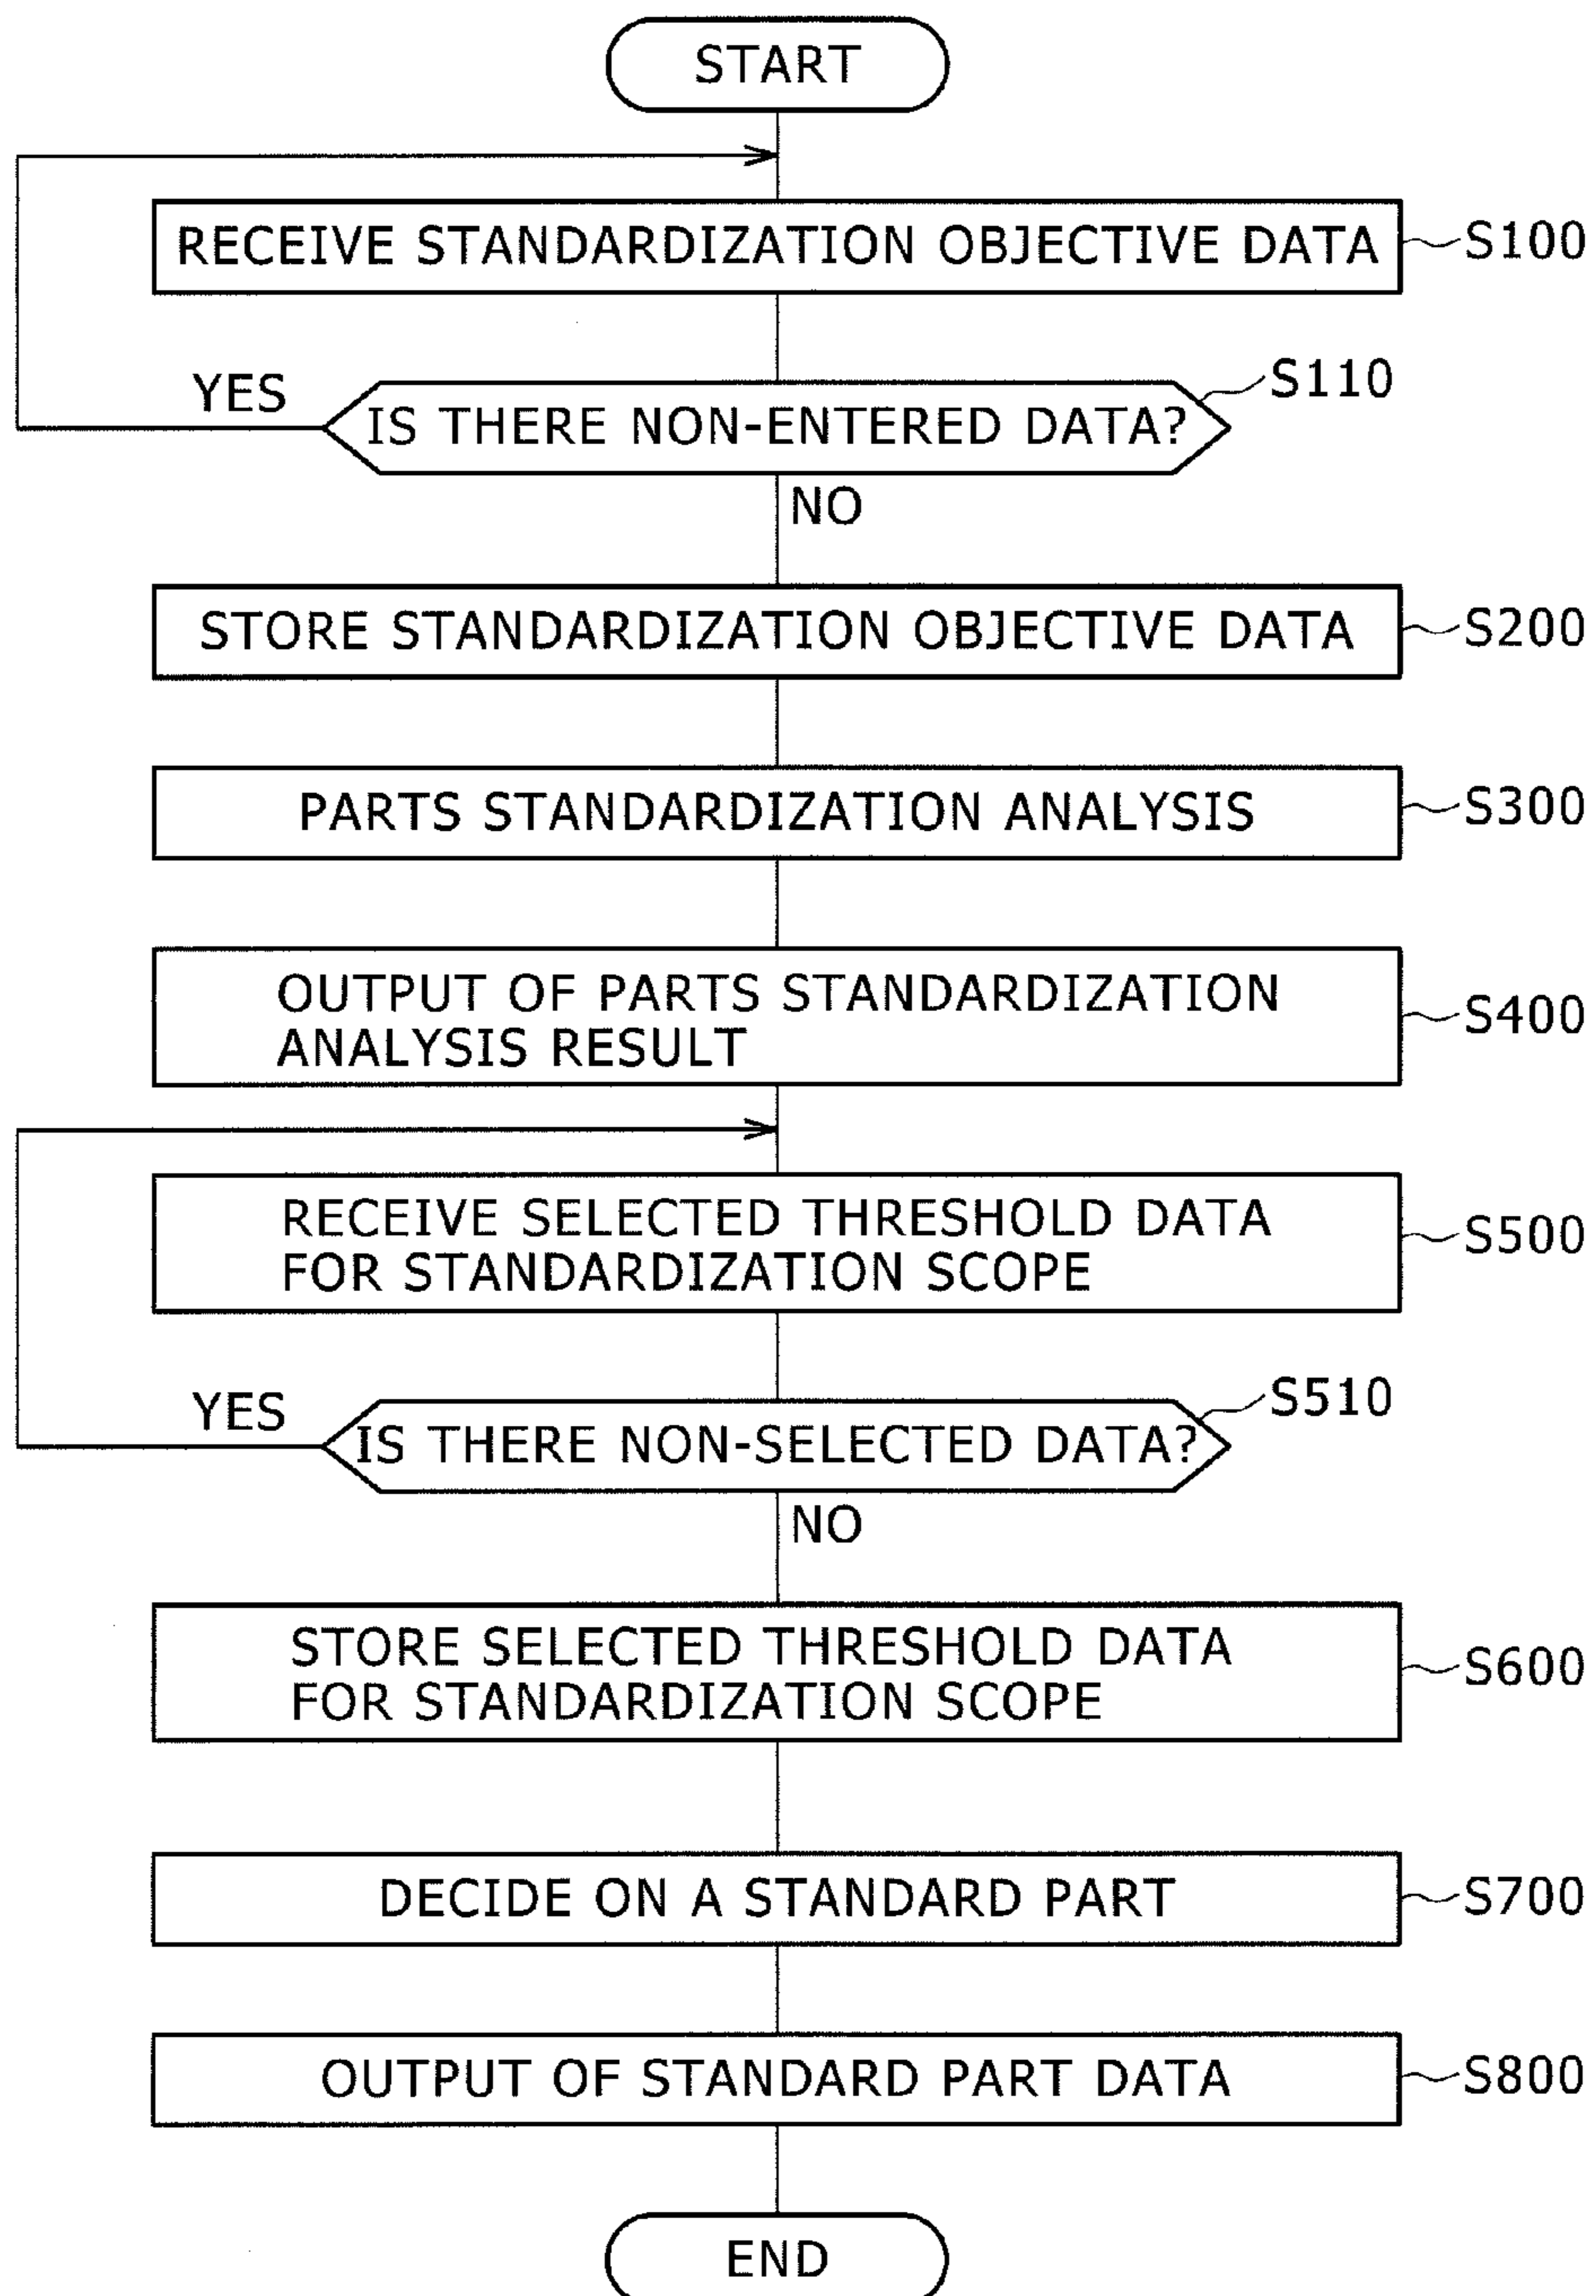 START
RECEIVE STANDARDIZATION OBJECTIVE DATA
S100
S110
YES
IS THERE NON-ENTERED DATA?
NO
STORE STANDARDIZATION OBJECTIVE DATA
S200
PARTS STANDARDIZATION ANALYSIS
S300
OUTPUT OF PARTS STANDARDIZATION
ANALYSIS RESULT
S400
RECEIVE SELECTED THRESHOLD DATA
FOR STANDARDIZATION SCOPE
S500
S510
YES
IS THERE NON-SELECTED DATA?
NO
STORE SELECTED THRESHOLD DATA
FOR STANDARDIZATION SCOPE
S600
DECIDE ON A STANDARD PART
S700
OUTPUT OF STANDARD PART DATA
S800
END